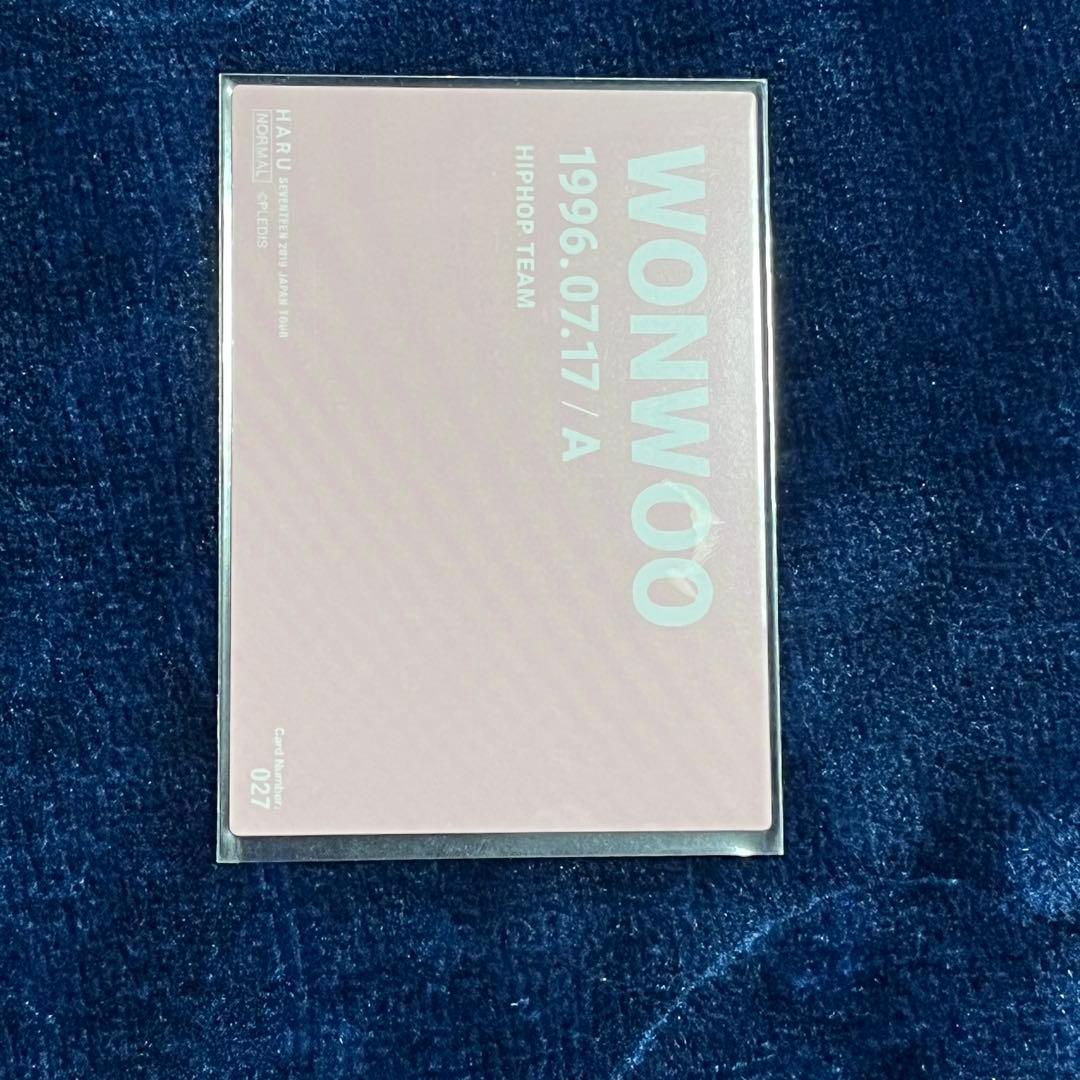 WONWOO
1996.07.17 / A
HIPHOP TEAM
HARU SEVENTEEN 2019 JAPAN TOUR
NORMAL ©PLEDIS
Card Number.
027